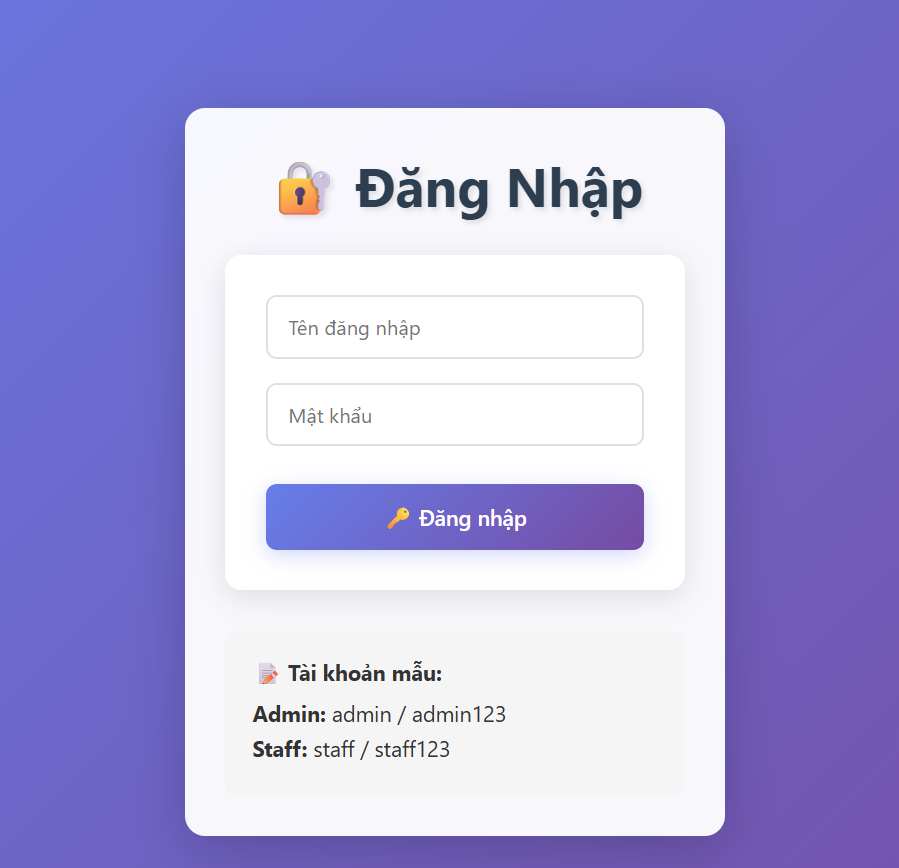 🔐 Đăng Nhập
Tên đăng nhập
Mật khẩu
🔑 Đăng nhập
📝 Tài khoản mẫu:
Admin: admin / admin123
Staff: staff / staff123